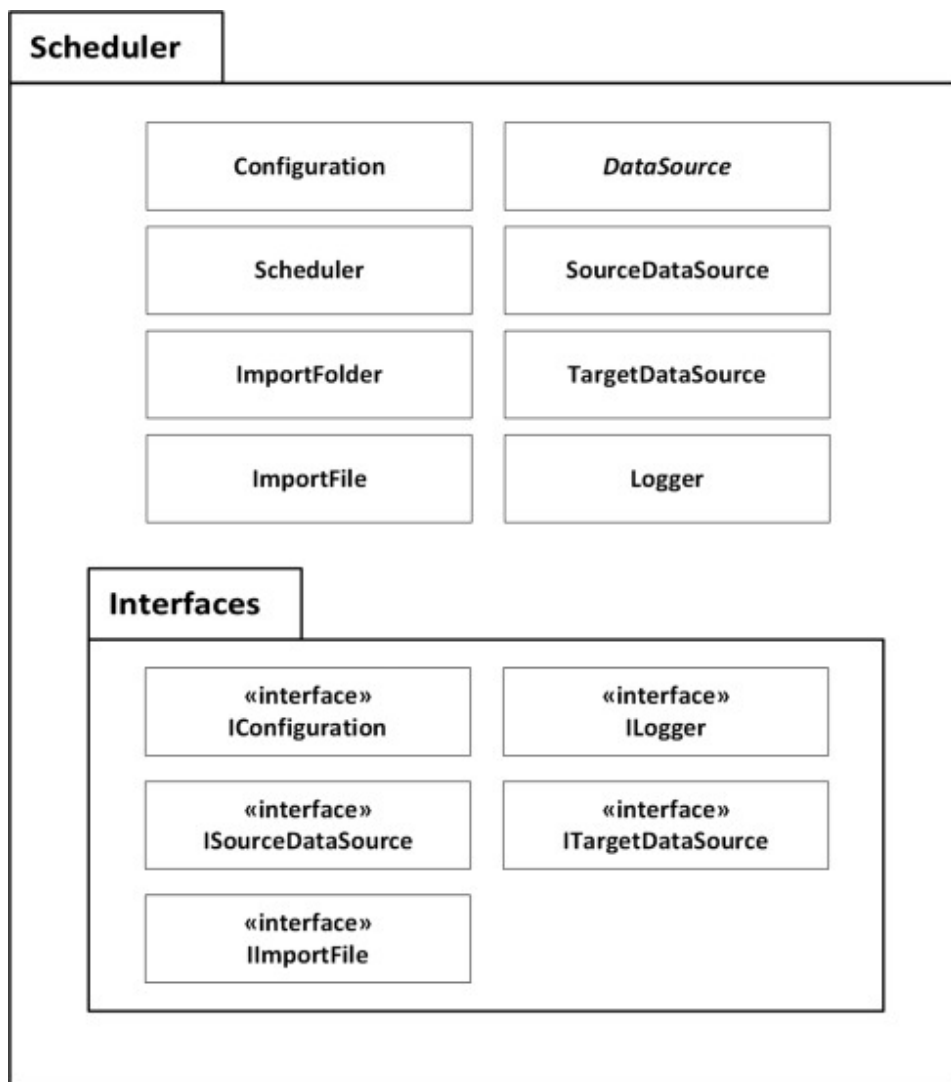 Scheduler
Configuration
DataSource
Scheduler
SourceDataSource
ImportFolder
TargetDataSource
ImportFile
Logger
Interfaces
«interface»
IConfiguration
«interface»
ILogger
«interface»
ISourceDataSource
«interface»
ITargetDataSource
«interface»
IImportFile